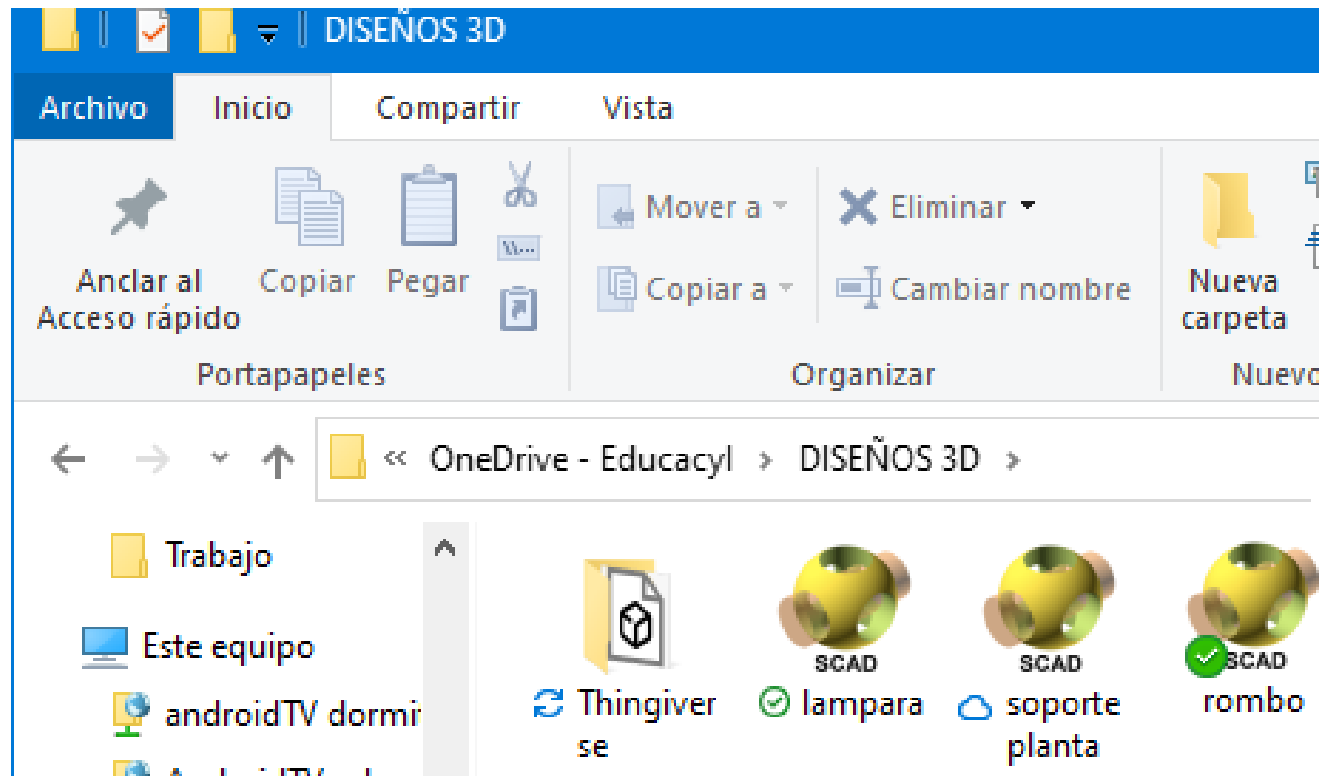 DISEÑOS 3D
Archivo
Inicio
Compartir
Vista
Anclar al
Acceso rápido
Copiar
Pegar
Mover a
Copiar a
Eliminar
Cambiar nombre
Nueva
carpeta
Portapapeles
Organizar
« OneDrive - Educacyl > DISEÑOS 3D >
Trabajo
Este equipo
androidTV
SCAD
SCAD
SCAD
Thingiver
se
lampara
soporte
planta
rombo